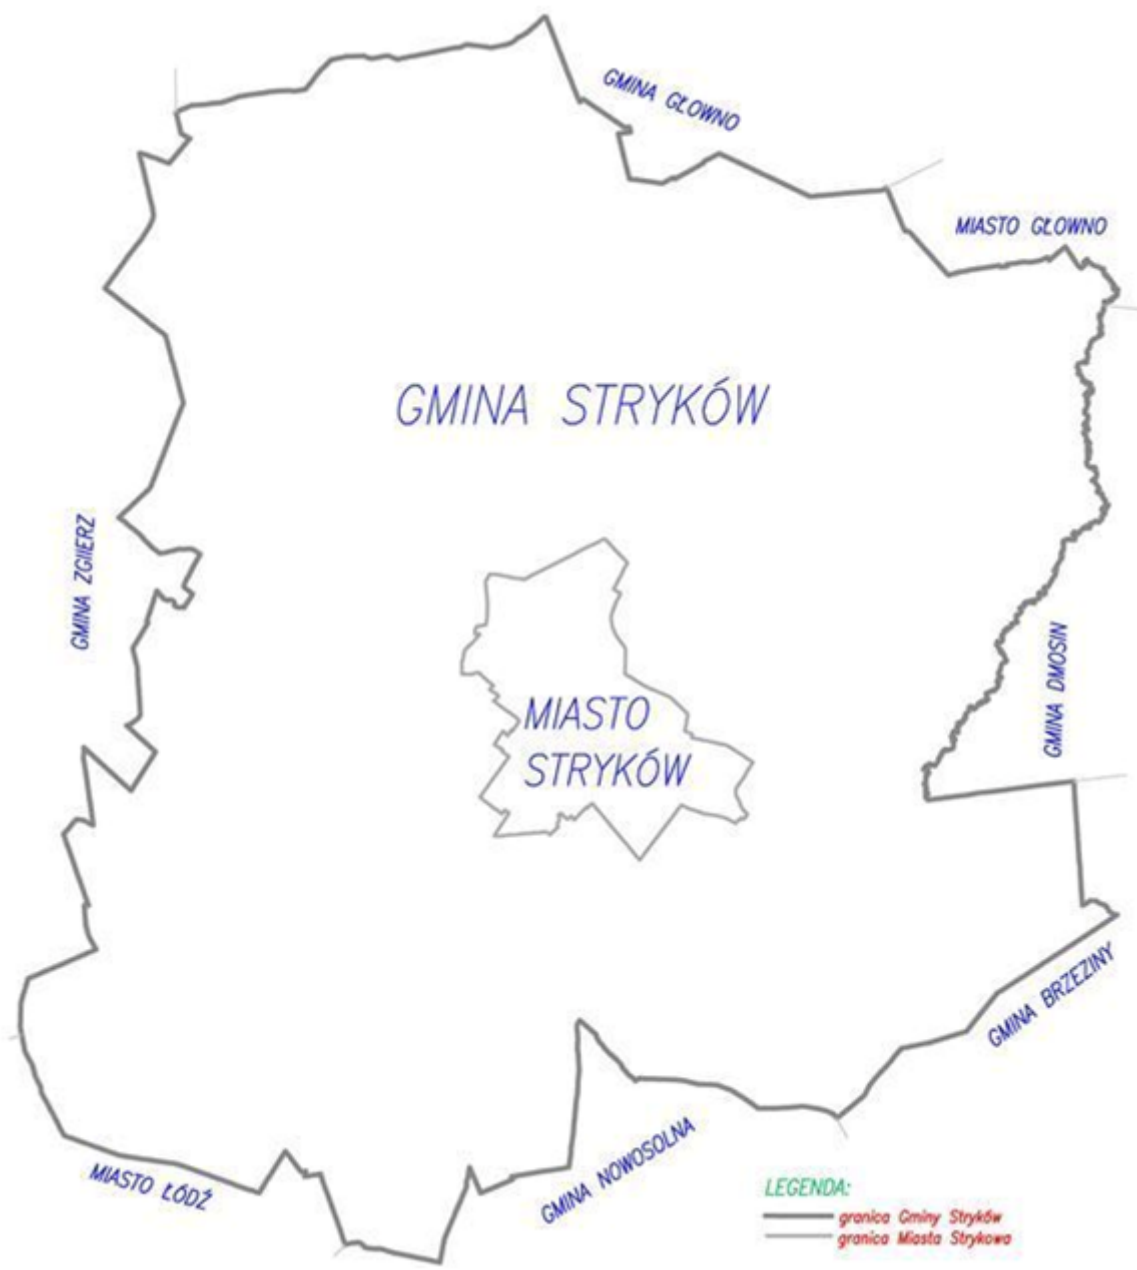 GMINA GŁOWNO
MIASTO GŁOWNO
GMINA STRYKÓW
GMINA ZGIERZ
GMINA DMOSIN
MIASTO
STRYKÓW
GMINA BRZEZINY
GMINA NOWOSOLNA
MIASTO ŁÓDŹ
LEGENDA:
granica Gminy Stryków
granica Miasta Strykowa